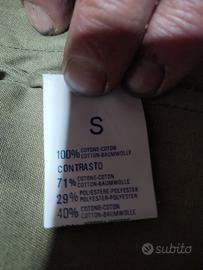 S
100% COTONE-COTON
COTTON-BAUMWOLLE
CONTRASTO
71% COTONE-COTON
COTTON-BAUMWOLLE
29% POLIESTERE-POLYESTER
POLYESTER-POLYESTER
40% COTONE-COTON
COTTON-BAUMWOLLE
subito